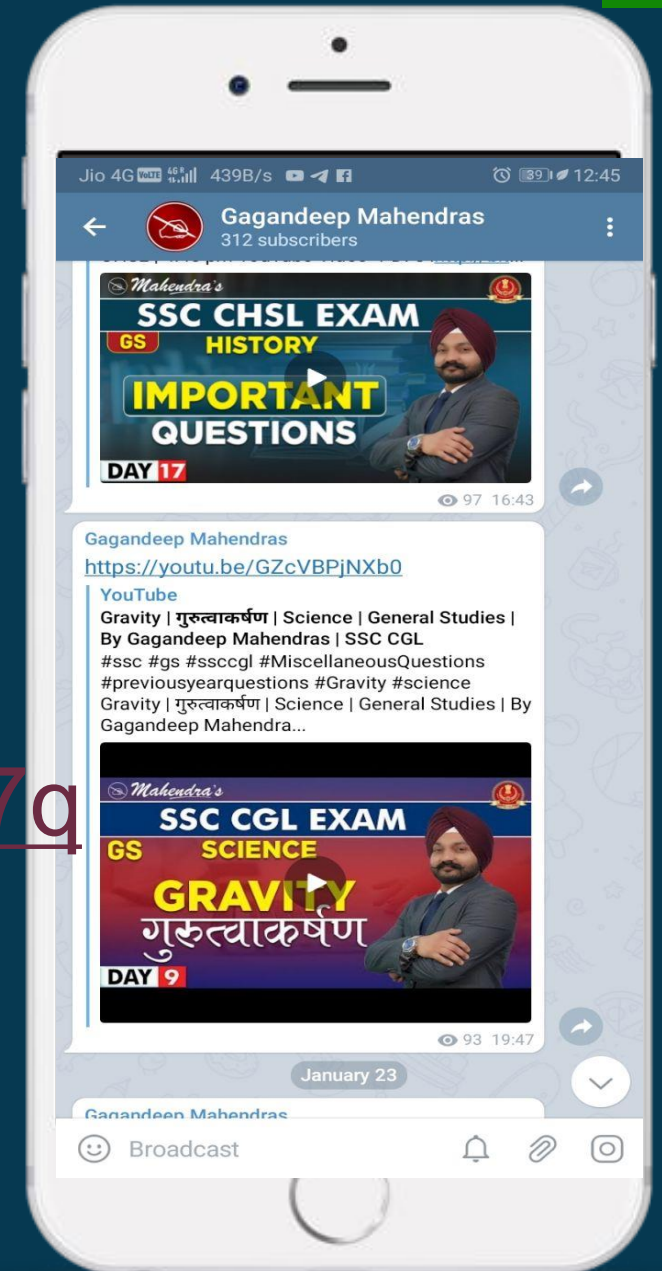 Jio 4G VoLTE 439B/s 39 12:45
Gagandeep Mahendras
312 subscribers
Mahendra's
SSC CHSL EXAM
GS HISTORY
IMPORTANT
QUESTIONS
DAY 17
97 16:43
Gagandeep Mahendras
https://youtu.be/GZcVBPjNXb0
YouTube
Gravity | गुरुत्वाकर्षण | Science | General Studies |
By Gagandeep Mahendras | SSC CGL
#ssc #gs #ssccgl #MiscellaneousQuestions
#previousyearquestions #Gravity #science
Gravity | गुरुत्वाकर्षण | Science | General Studies | By
Gagandeep Mahendra...
7q
Mahendra's
SSC CGL EXAM
GS SCIENCE
GRAVITY
गुरुत्वाकर्षण
DAY 9
93 19:47
January 23
Gagandeep Mahendras
Broadcast